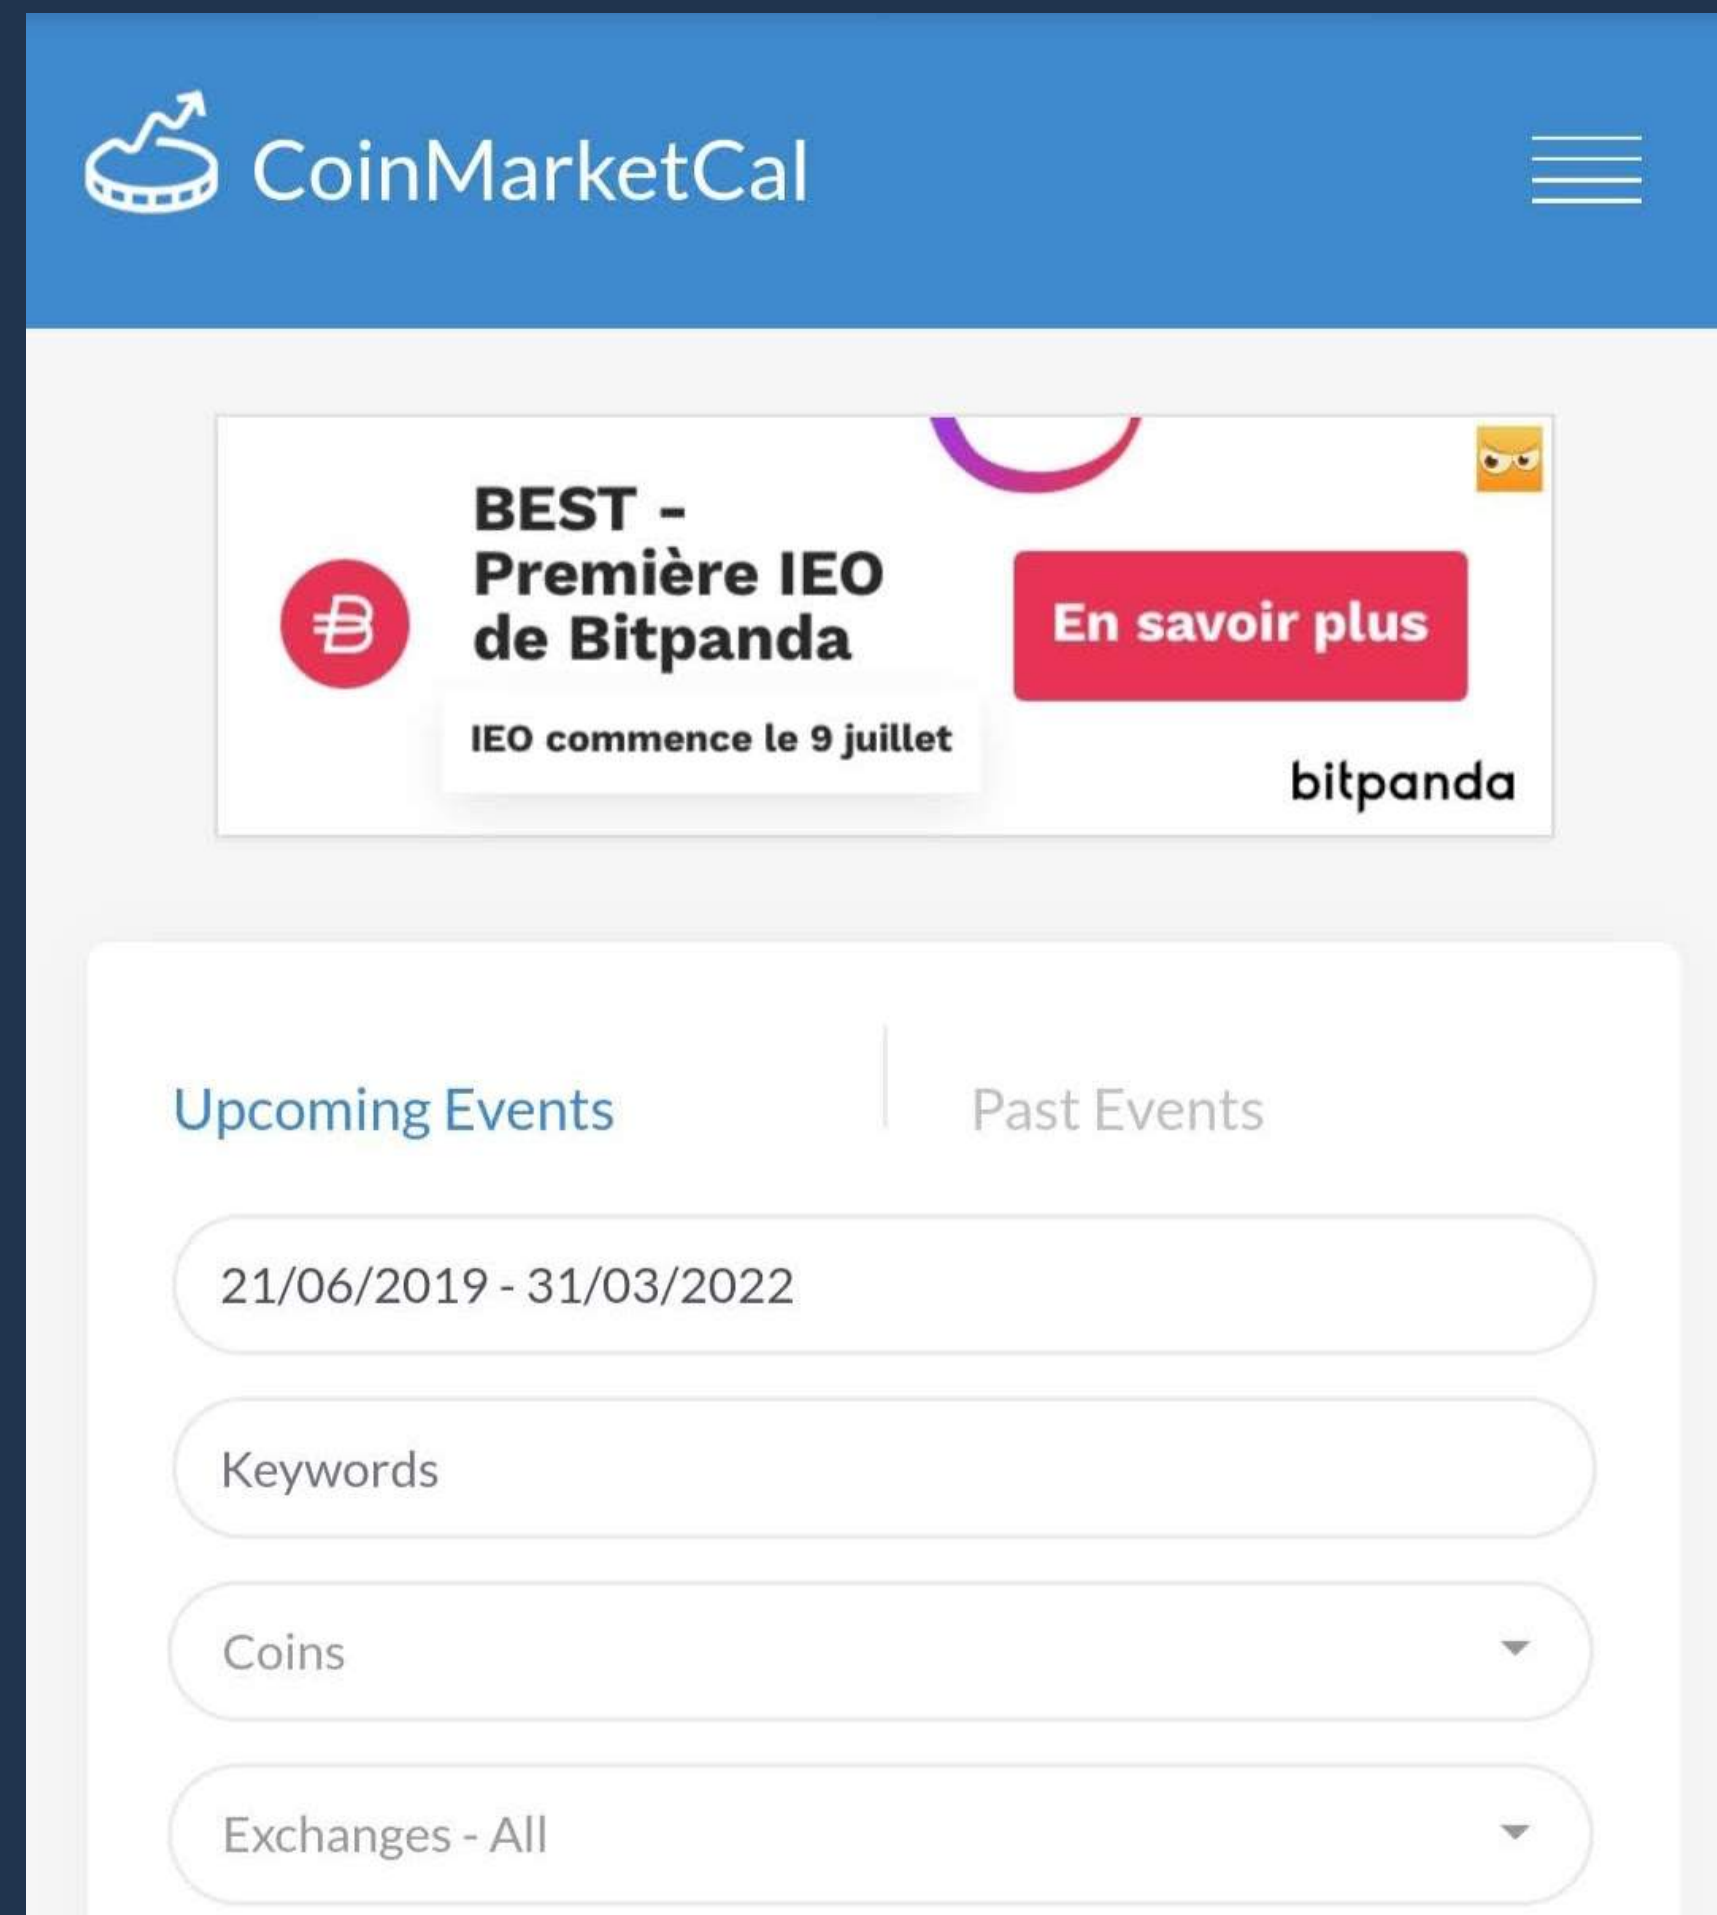 CoinMarketCal
BEST -
Première IEO
de Bitpanda
IEO commence le 9 juillet
En savoir plus
bitpanda
Upcoming Events
Past Events
21/06/2019 - 31/03/2022
Keywords
Coins
Exchanges - All